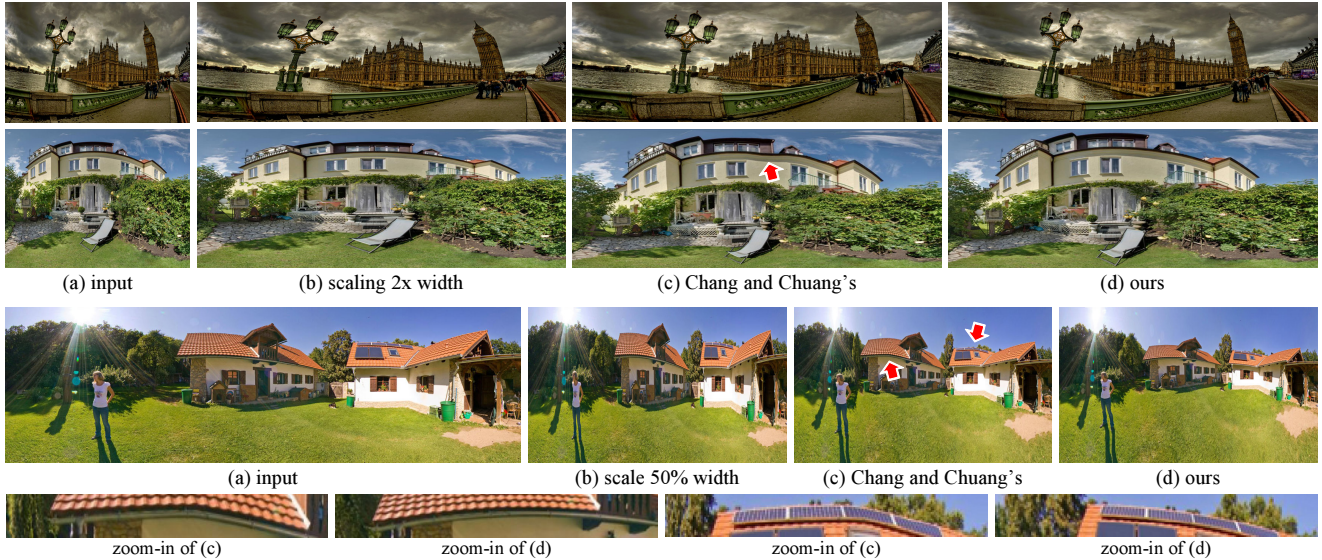 (a) input
(b) scaling 2x width
(c) Chang and Chuang's
(d) ours
(a) input
(b) scale 50% width
(c) Chang and Chuang's
(d) ours
zoom-in of (c)
zoom-in of (d)
zoom-in of (c)
zoom-in of (d)